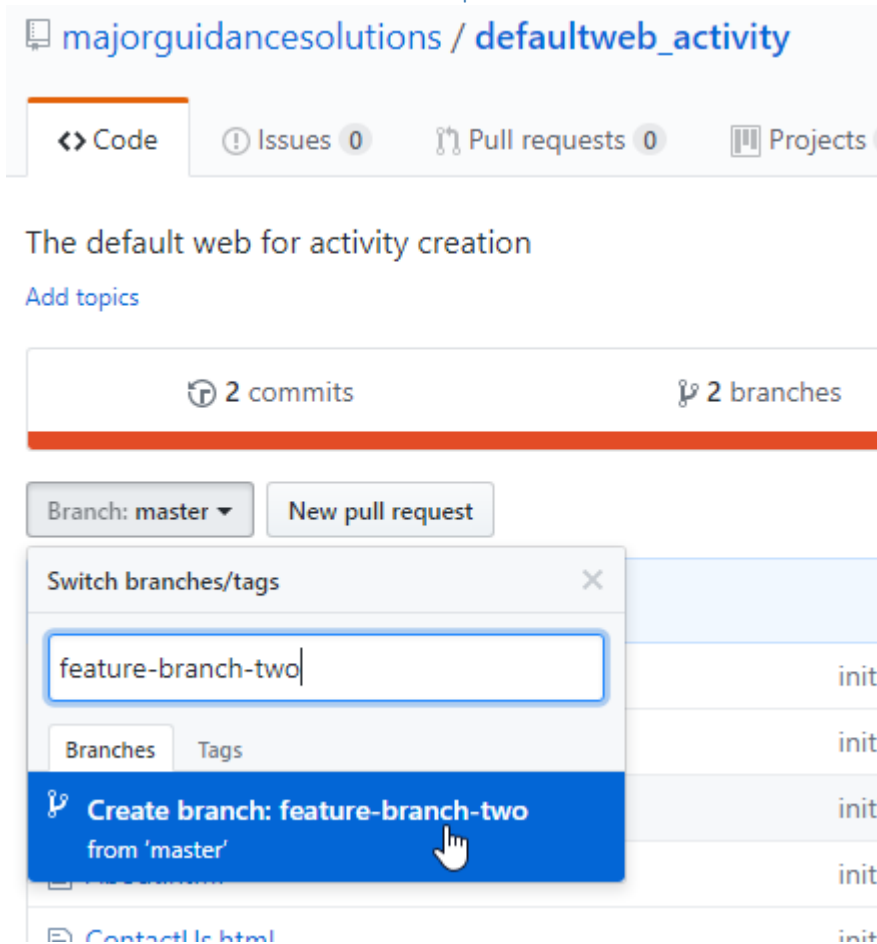 majorguidancesolutions / defaultweb_activity
Code Issues 0 Pull requests 0 Projects
The default web for activity creation
Add topics
2 commits 2 branches
Branch: master New pull request
Switch branches/tags
feature-branch-two
init
Branches Tags
init
Create branch: feature-branch-two
init
from 'master'
init
ContactUs.html
init